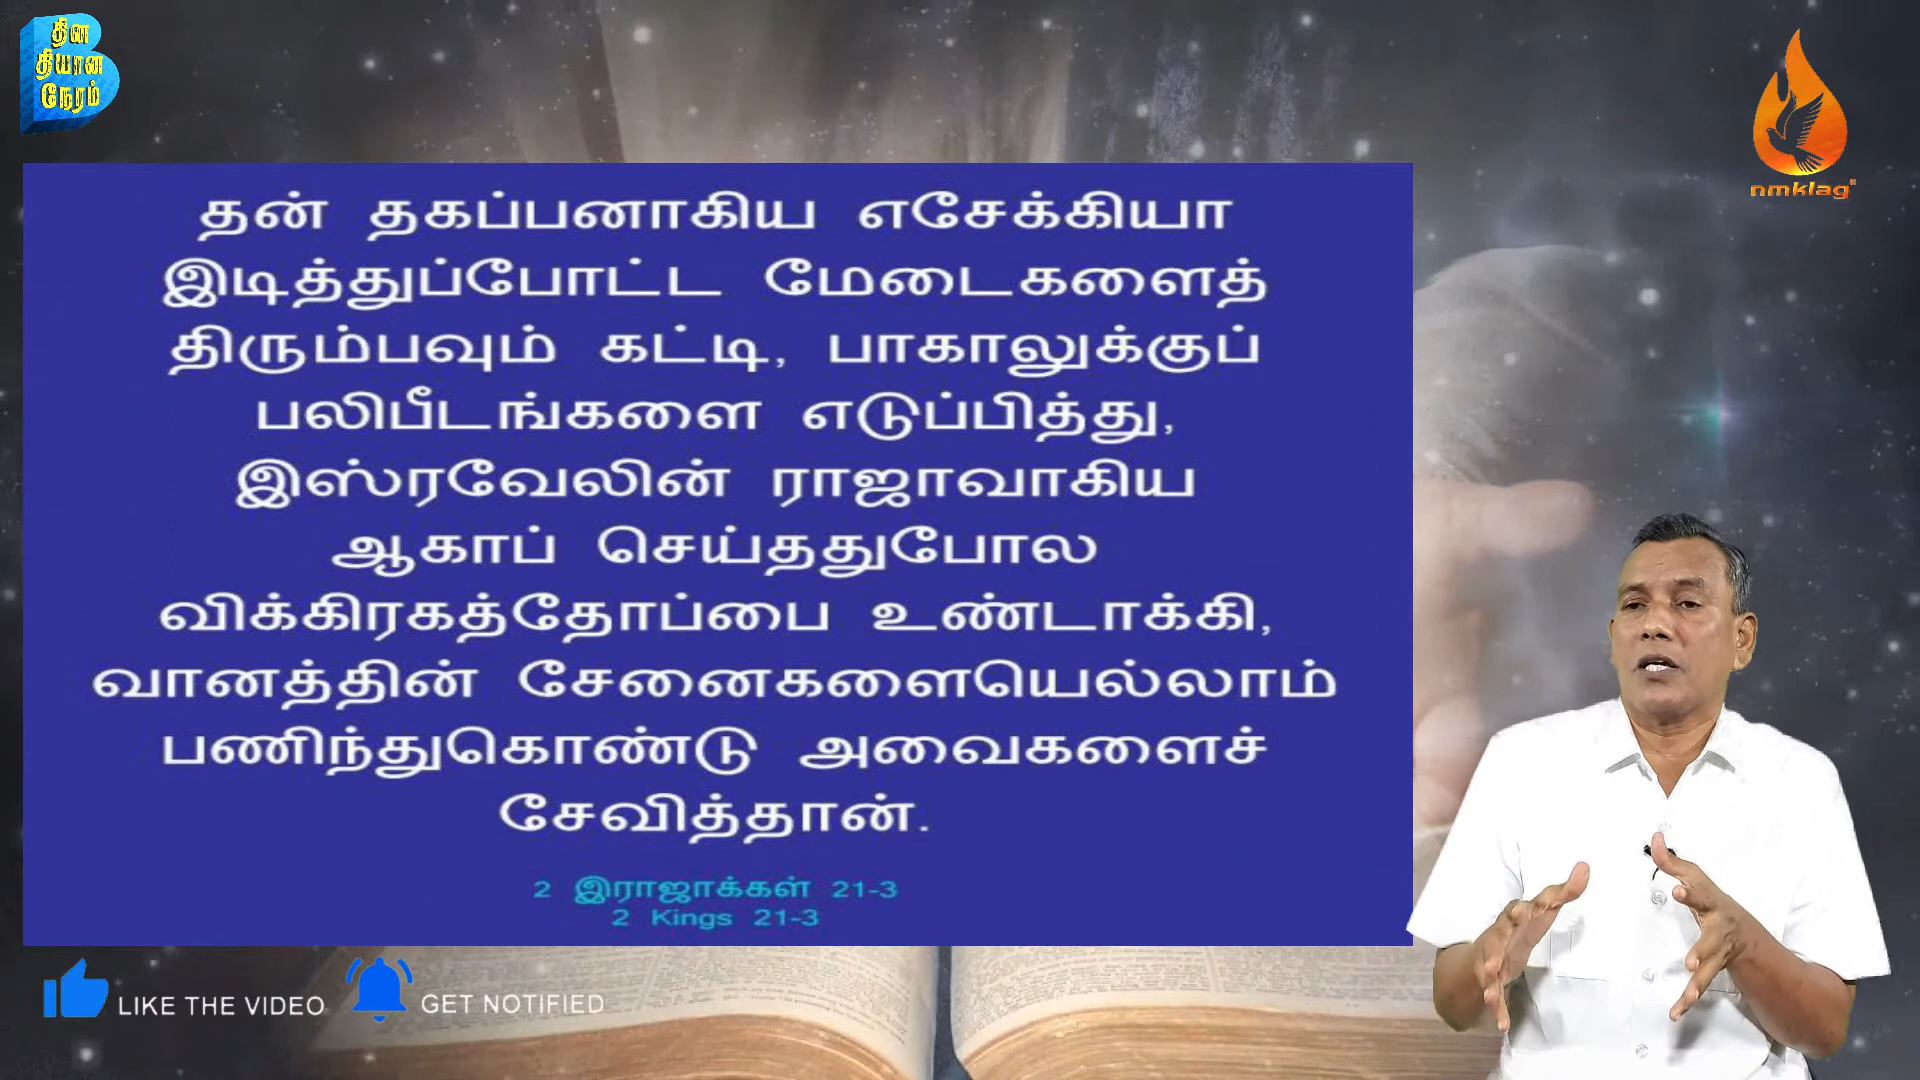 தின
தியான
நேரம்
nmklag
தன் தகப்பனாகிய எசேக்கியா
இடித்துப்போட்ட மேடைகளைத்
திரும்பவும் கட்டி, பாகாலுக்குப்
பலிபீடங்களை எடுப்பித்து,
இஸ்ரவேலின் ராஜாவாகிய
ஆகாப் செய்ததுபோல
விக்கிரகத்தோப்பை உண்டாக்கி,
வானத்தின் சேனைகளையெல்லாம்
பணிந்துகொண்டு அவைகளைச்
சேவித்தான்.
2 இராஜாக்கள் 21-3
2 Kings 21-3
LIKE THE VIDEO
GET NOTIFIED